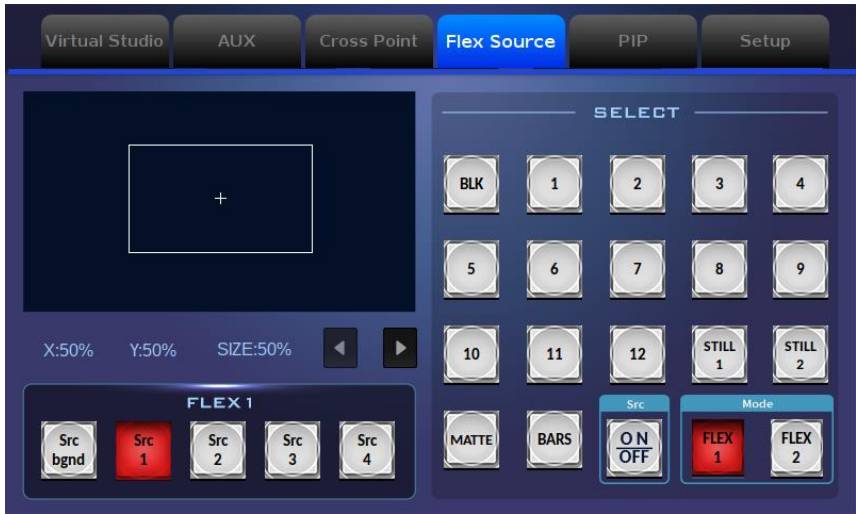 Virtual Studio AUX Cross Point Flex Source PIP Setup
SELECT
BLK 1 2 3 4
5 6 7 8 9
X:50% Y:50% SIZE:50%
10 11 12 STILL 1 STILL 2
FLEX 1
Src bgnd Src 1 Src 2 Src 3 Src 4
Src Mode
MATTE BARS ON OFF FLEX 1 FLEX 2